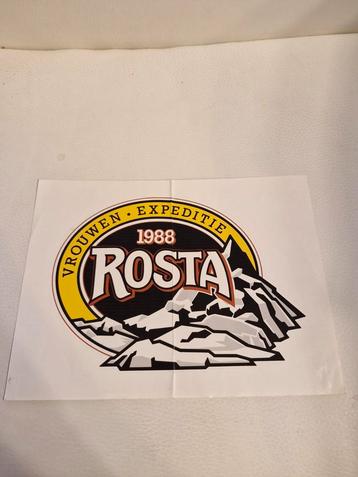 VROUWEN · EXPEDITIE
1988
ROSTA